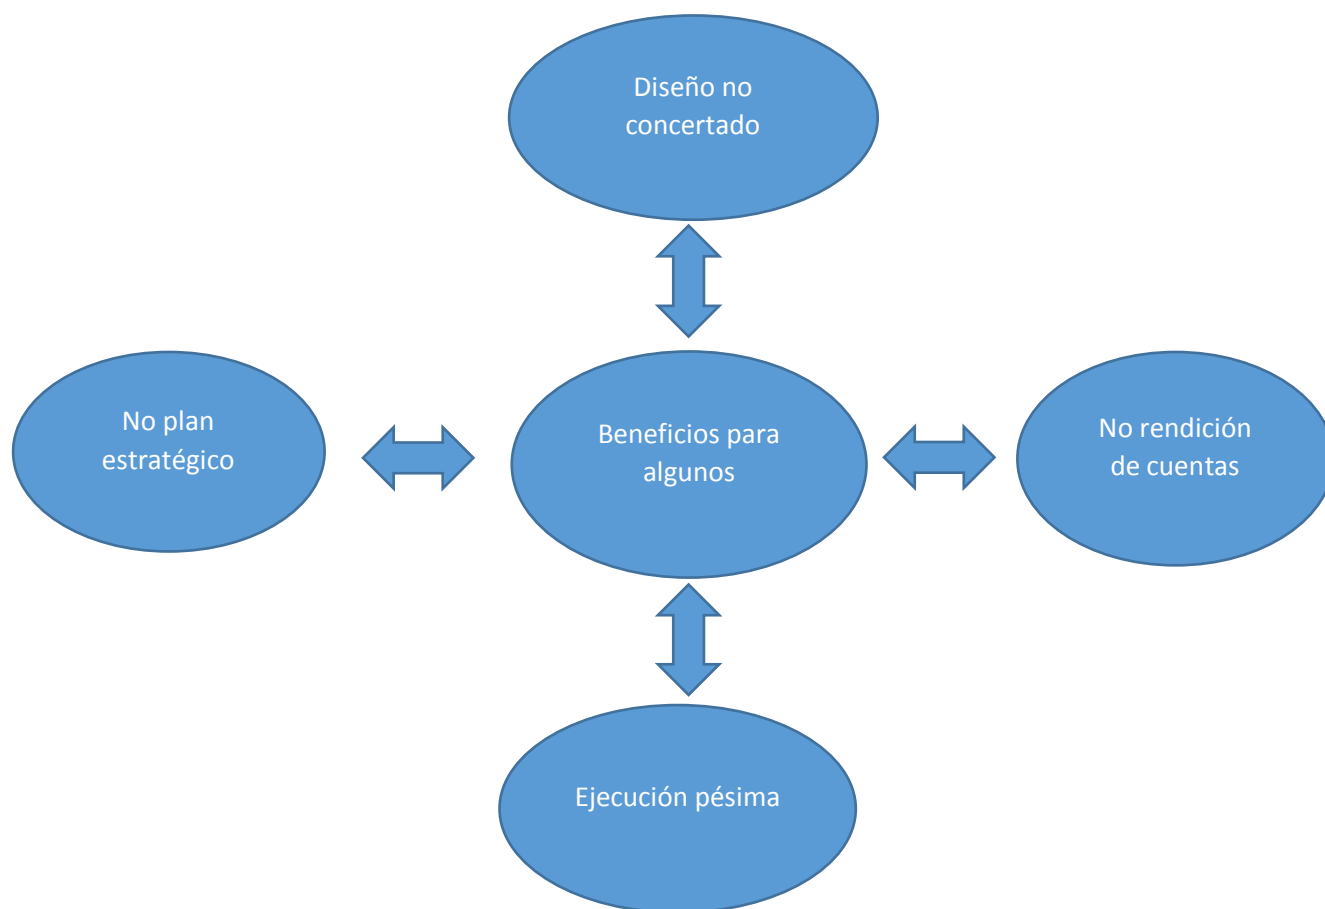 Diseño no
concertado
No plan
estratégico
Beneficios para
algunos
No rendición
de cuentas
Ejecución pésima